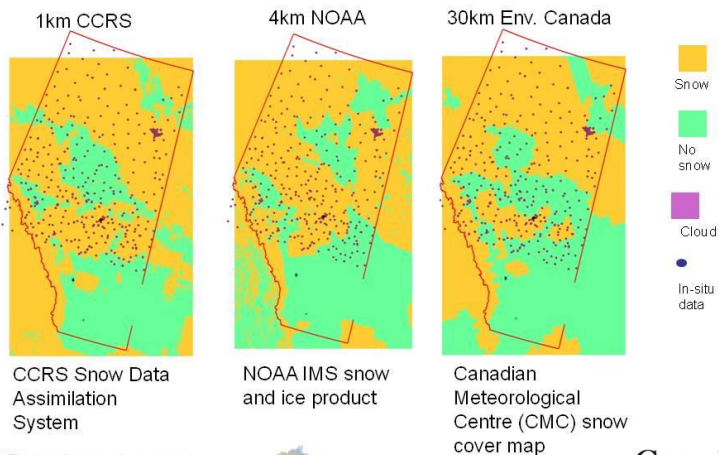 1km CCRS
4km NOAA
30km Env. Canada
Snow
No
snow
Cloud
In-situ
data
CCRS Snow Data
Assimilation
System
NOAA IMS snow
and ice product
Canadian
Meteorological
Centre (CMC) snow
cover map